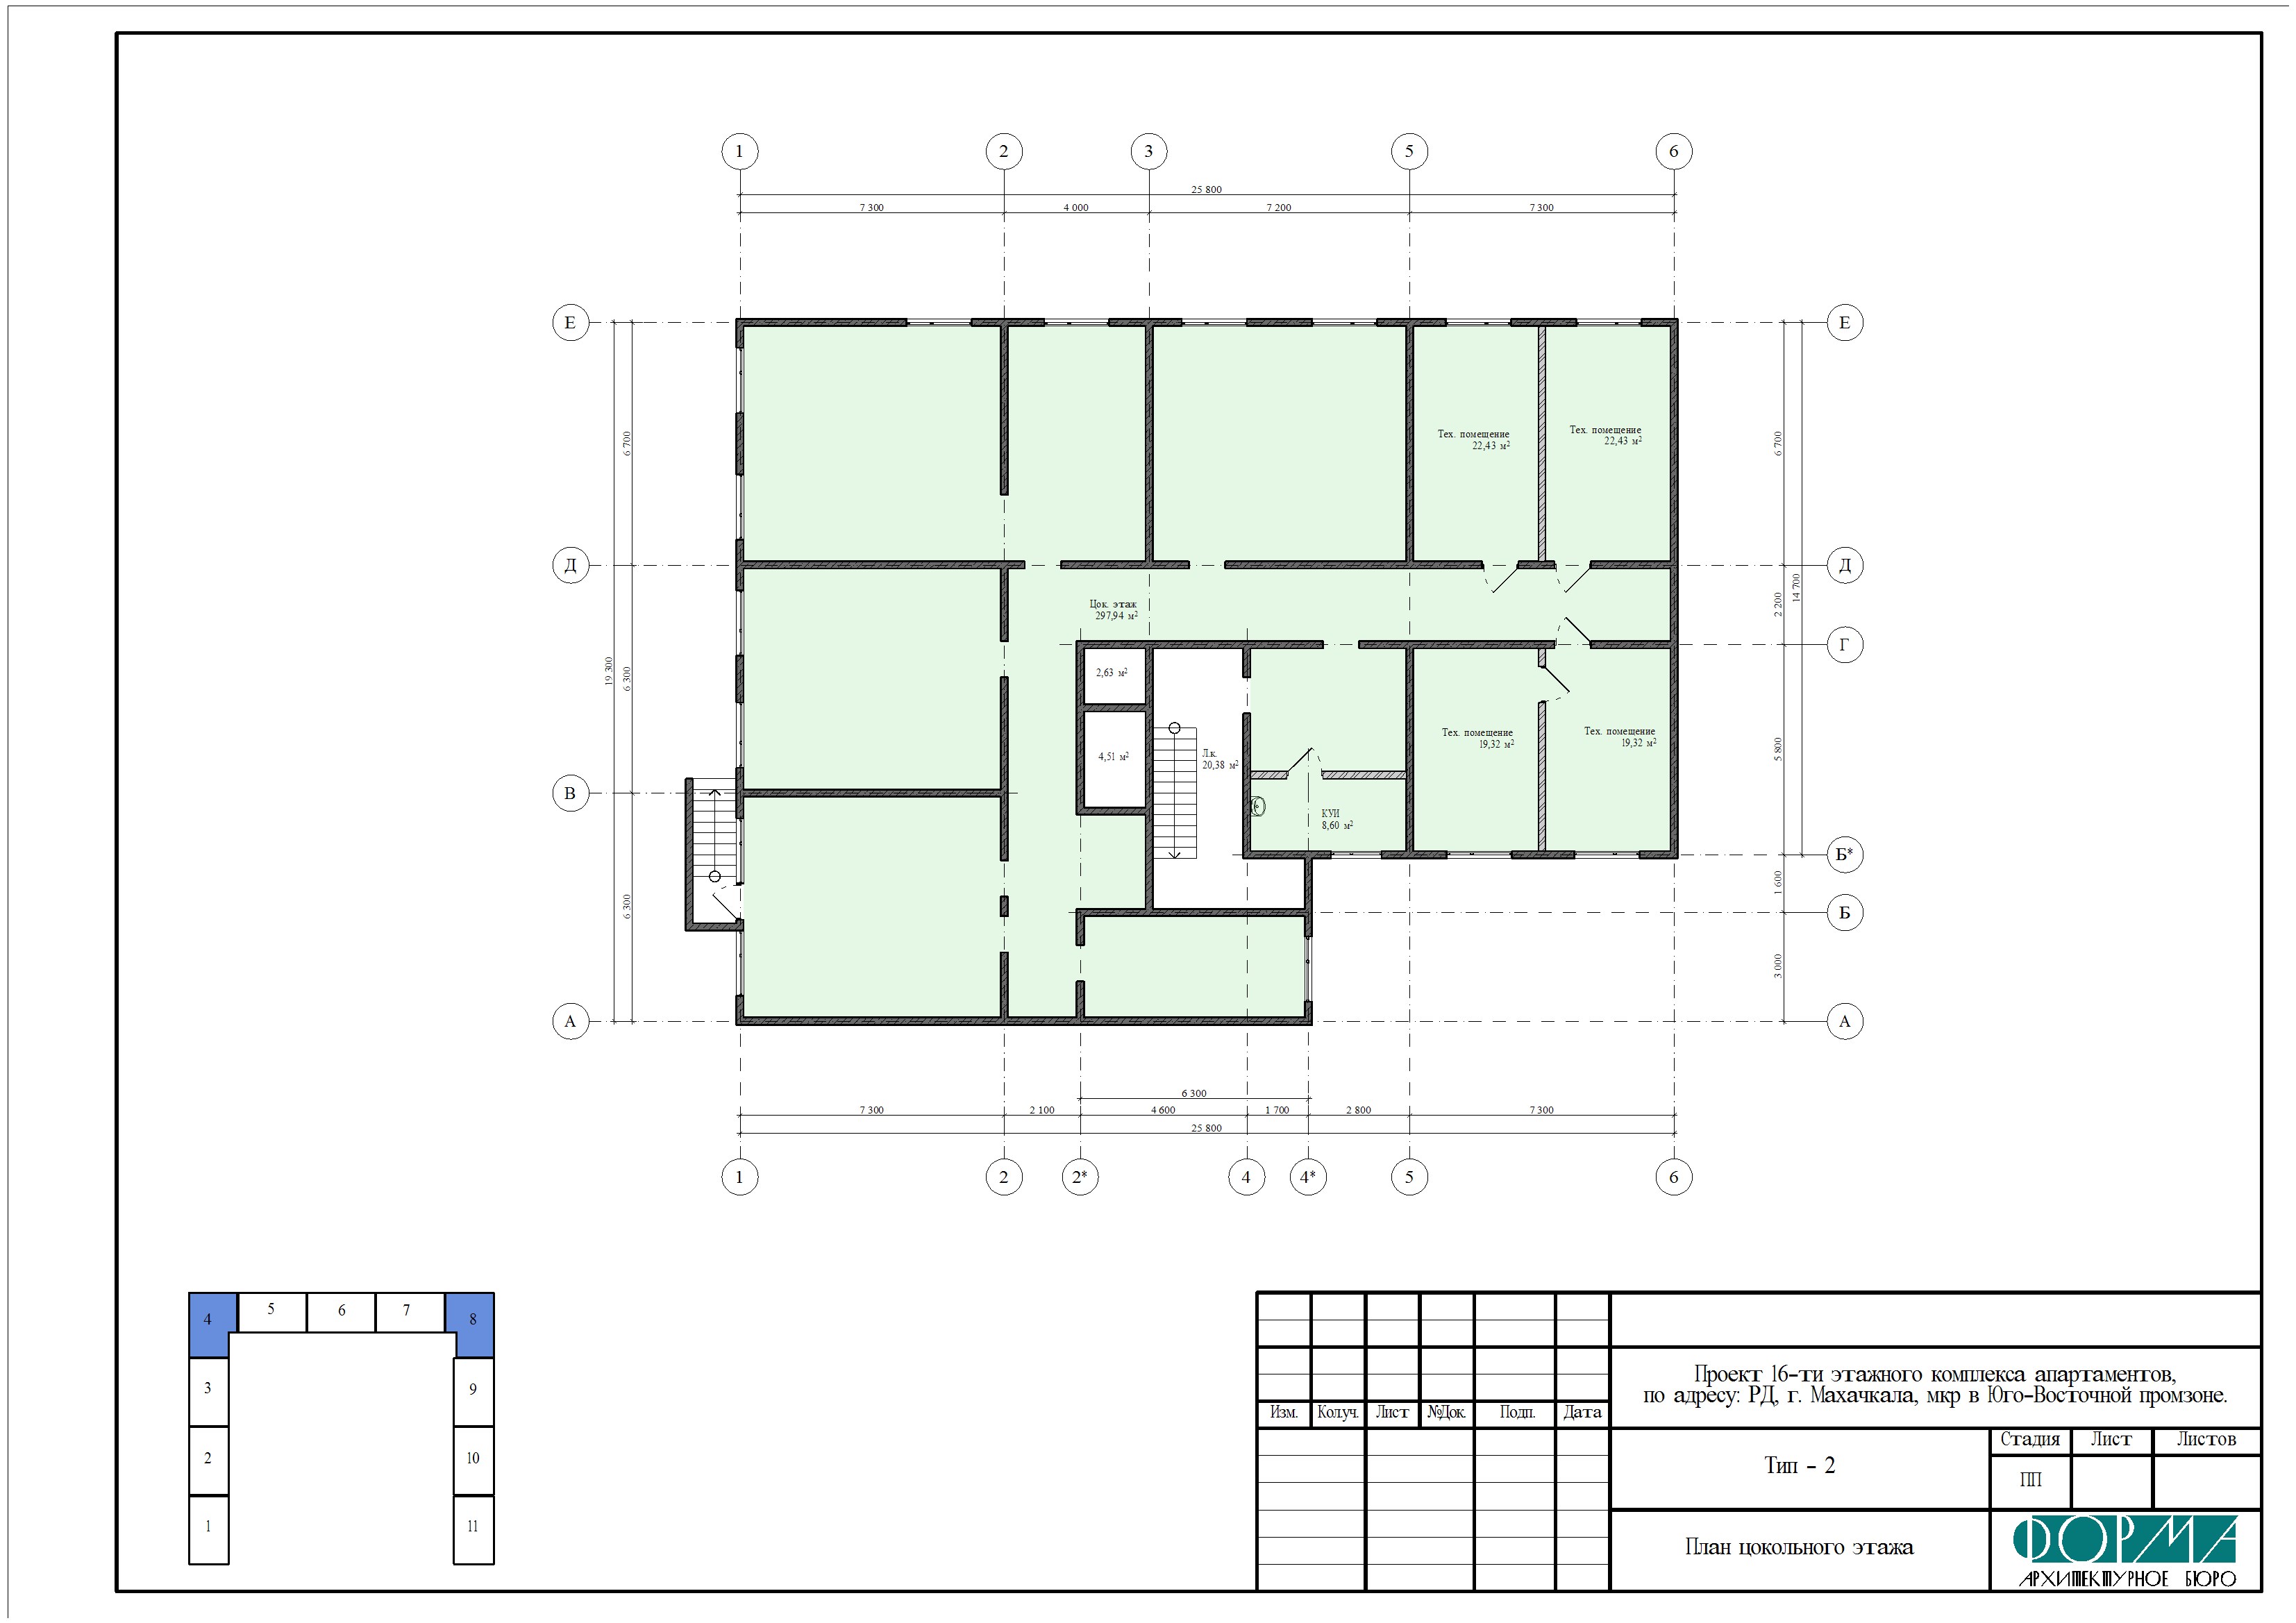 1 2 3 5 6
25 800
7 300 4 000 7 200 7 300
Е Е
6 700 6 700
Тех. помещение
22,43 м²
Тех. помещение
22,43 м²
Д Д
Цок. этаж
297,94 м²
2 200
14 700
Г
19 300
6 300
2,63 м²
4,51 м²
Л.к.
20,38 м²
Тех. помещение
19,32 м²
Тех. помещение
19,32 м²
5 800
В
КУИ
8,60 м²
Б*
6 300
1 600
Б
3 000
А А
6 300
7 300 2 100 4 600 1 700 2 800 7 300
25 800
1 2 2* 4 4* 5 6
4 5 6 7 8
3 9
2 10
1 11
Проект 16-ти этажного комплекса апартаментов,
по адресу: РД, г. Махачкала, мкр в Юго-Восточной промзоне.
Изм. Кол.уч. Лист №Док. Подп. Дата
Тип - 2
Стадия Лист Листов
ПП
План цокольного этажа
ФОРМА
АРХИТЕКТУРНОЕ БЮРО